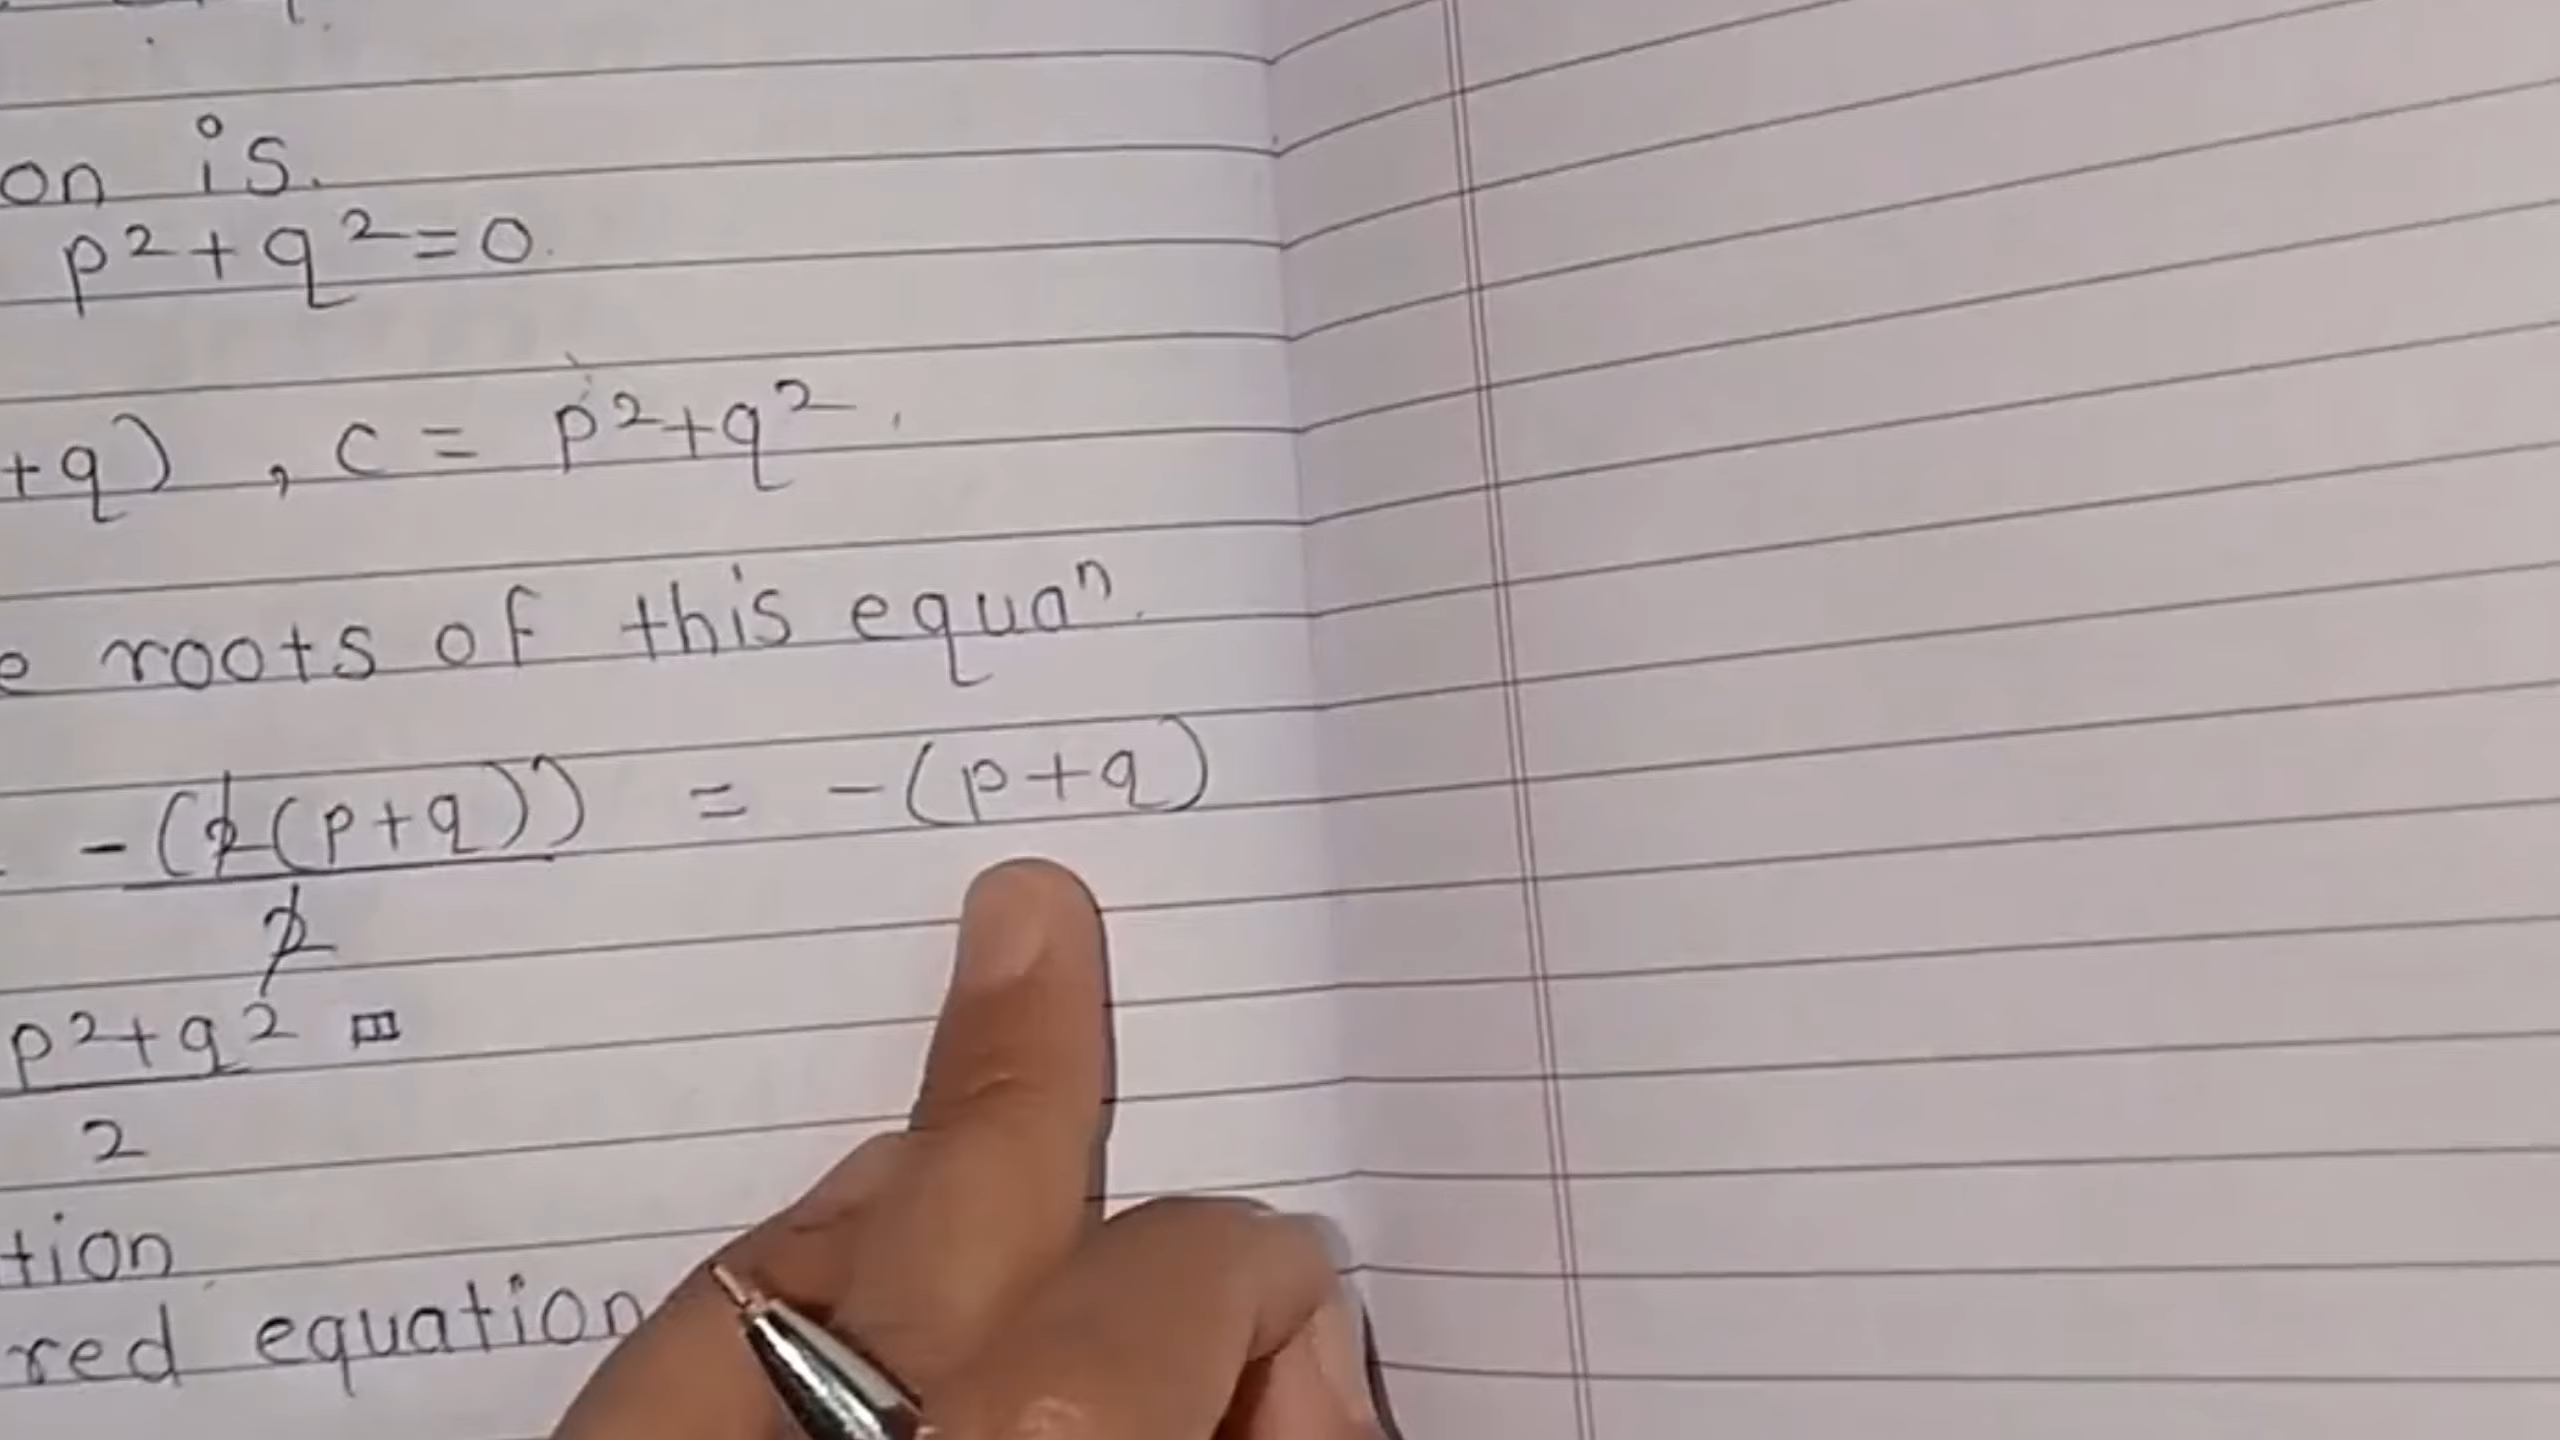 on is.
p²+q²=0.
+q) , c = p²+q².
e roots of this equaⁿ.
-(2(p+q)) = -(p+q)
2
p²+q² =
2
tion
red equation